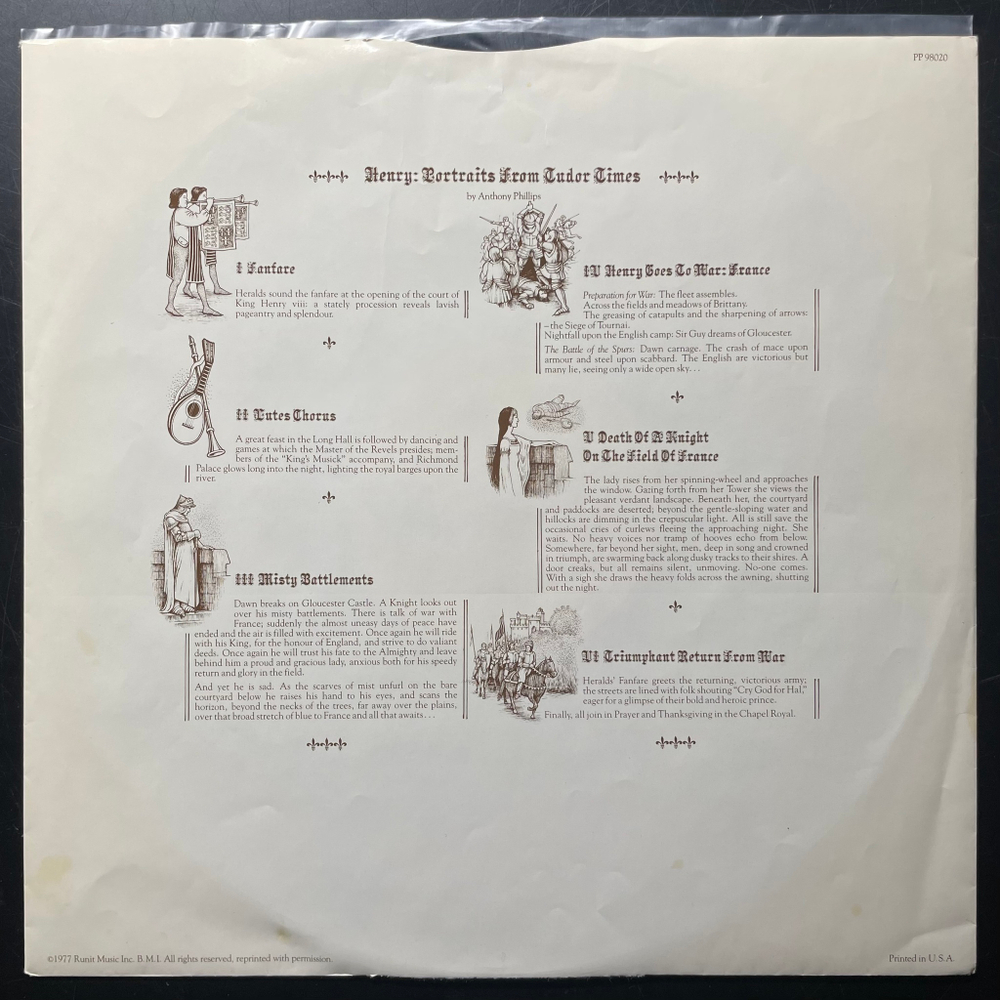 PP 98020
Henry: Portraits From Tudor Times
by Anthony Phillips
I Fanfare
Heralds sound the fanfare at the opening of the court of
King Henry viii: a stately procession reveals lavish
pageantry and splendour.
II Lutes Chorus
A great feast in the Long Hall is followed by dancing and
games at which the Master of the Revels presides; mem-
bers of the "King's Musick" accompany, and Richmond
Palace glows long into the night, lighting the royal barges upon the
river.
III Misty Battlements
Dawn breaks on Gloucester Castle. A Knight looks out
over his misty battlements. There is talk of war with
France; suddenly the almost uneasy days of peace have
ended and the air is filled with excitement. Once again he will ride
with his King, for the honour of England, and strive to do valiant
deeds. Once again he will trust his fate to the Almighty and leave
behind him a proud and gracious lady, anxious both for his speedy
return and glory in the field.
And yet he is sad. As the scarves of mist unfurl on the bare
courtyard below he raises his hand to his eyes, and scans the
horizon, beyond the necks of the trees, far away over the plains,
over that broad stretch of blue to France and all that awaits . . .
IV Henry Goes To War: France
Preparation for War: The fleet assembles.
Across the fields and meadows of Brittany.
The greasing of catapults and the sharpening of arrows:
–the Siege of Tournai.
Nightfall upon the English camp: Sir Guy dreams of Gloucester.
The Battle of the Spurs: Dawn carnage. The crash of mace upon
armour and steel upon scabbard. The English are victorious but
many lie, seeing only a wide open sky. . .
V Death Of A Knight
On The Field Of France
The lady rises from her spinning-wheel and approaches
the window. Gazing forth from her Tower she views the
pleasant verdant landscape. Beneath her, the courtyard
and paddocks are deserted; beyond the gentle-sloping water and
hillocks are dimming in the crepuscular light. All is still save the
occasional cries of curlews fleeing the approaching night. She
waits. No heavy voices nor tramp of hooves echo from below.
Somewhere, far beyond her sight, men, deep in song and crowned
in triumph, are swarming back along dusky tracks to their shires. A
door creaks, but all remains silent, unmoving. No-one comes.
With a sigh she draws the heavy folds across the awning, shutting
out the night.
VI Triumphant Return From War
Heralds' Fanfare greets the returning, victorious army;
the streets are lined with folk shouting "Cry God for Hal,"
eager for a glimpse of their bold and heroic prince.
Finally, all join in Prayer and Thanksgiving in the Chapel Royal.
©1977 Runit Music Inc. B.M.I. All rights reserved, reprinted with permission.
Printed in U.S.A.